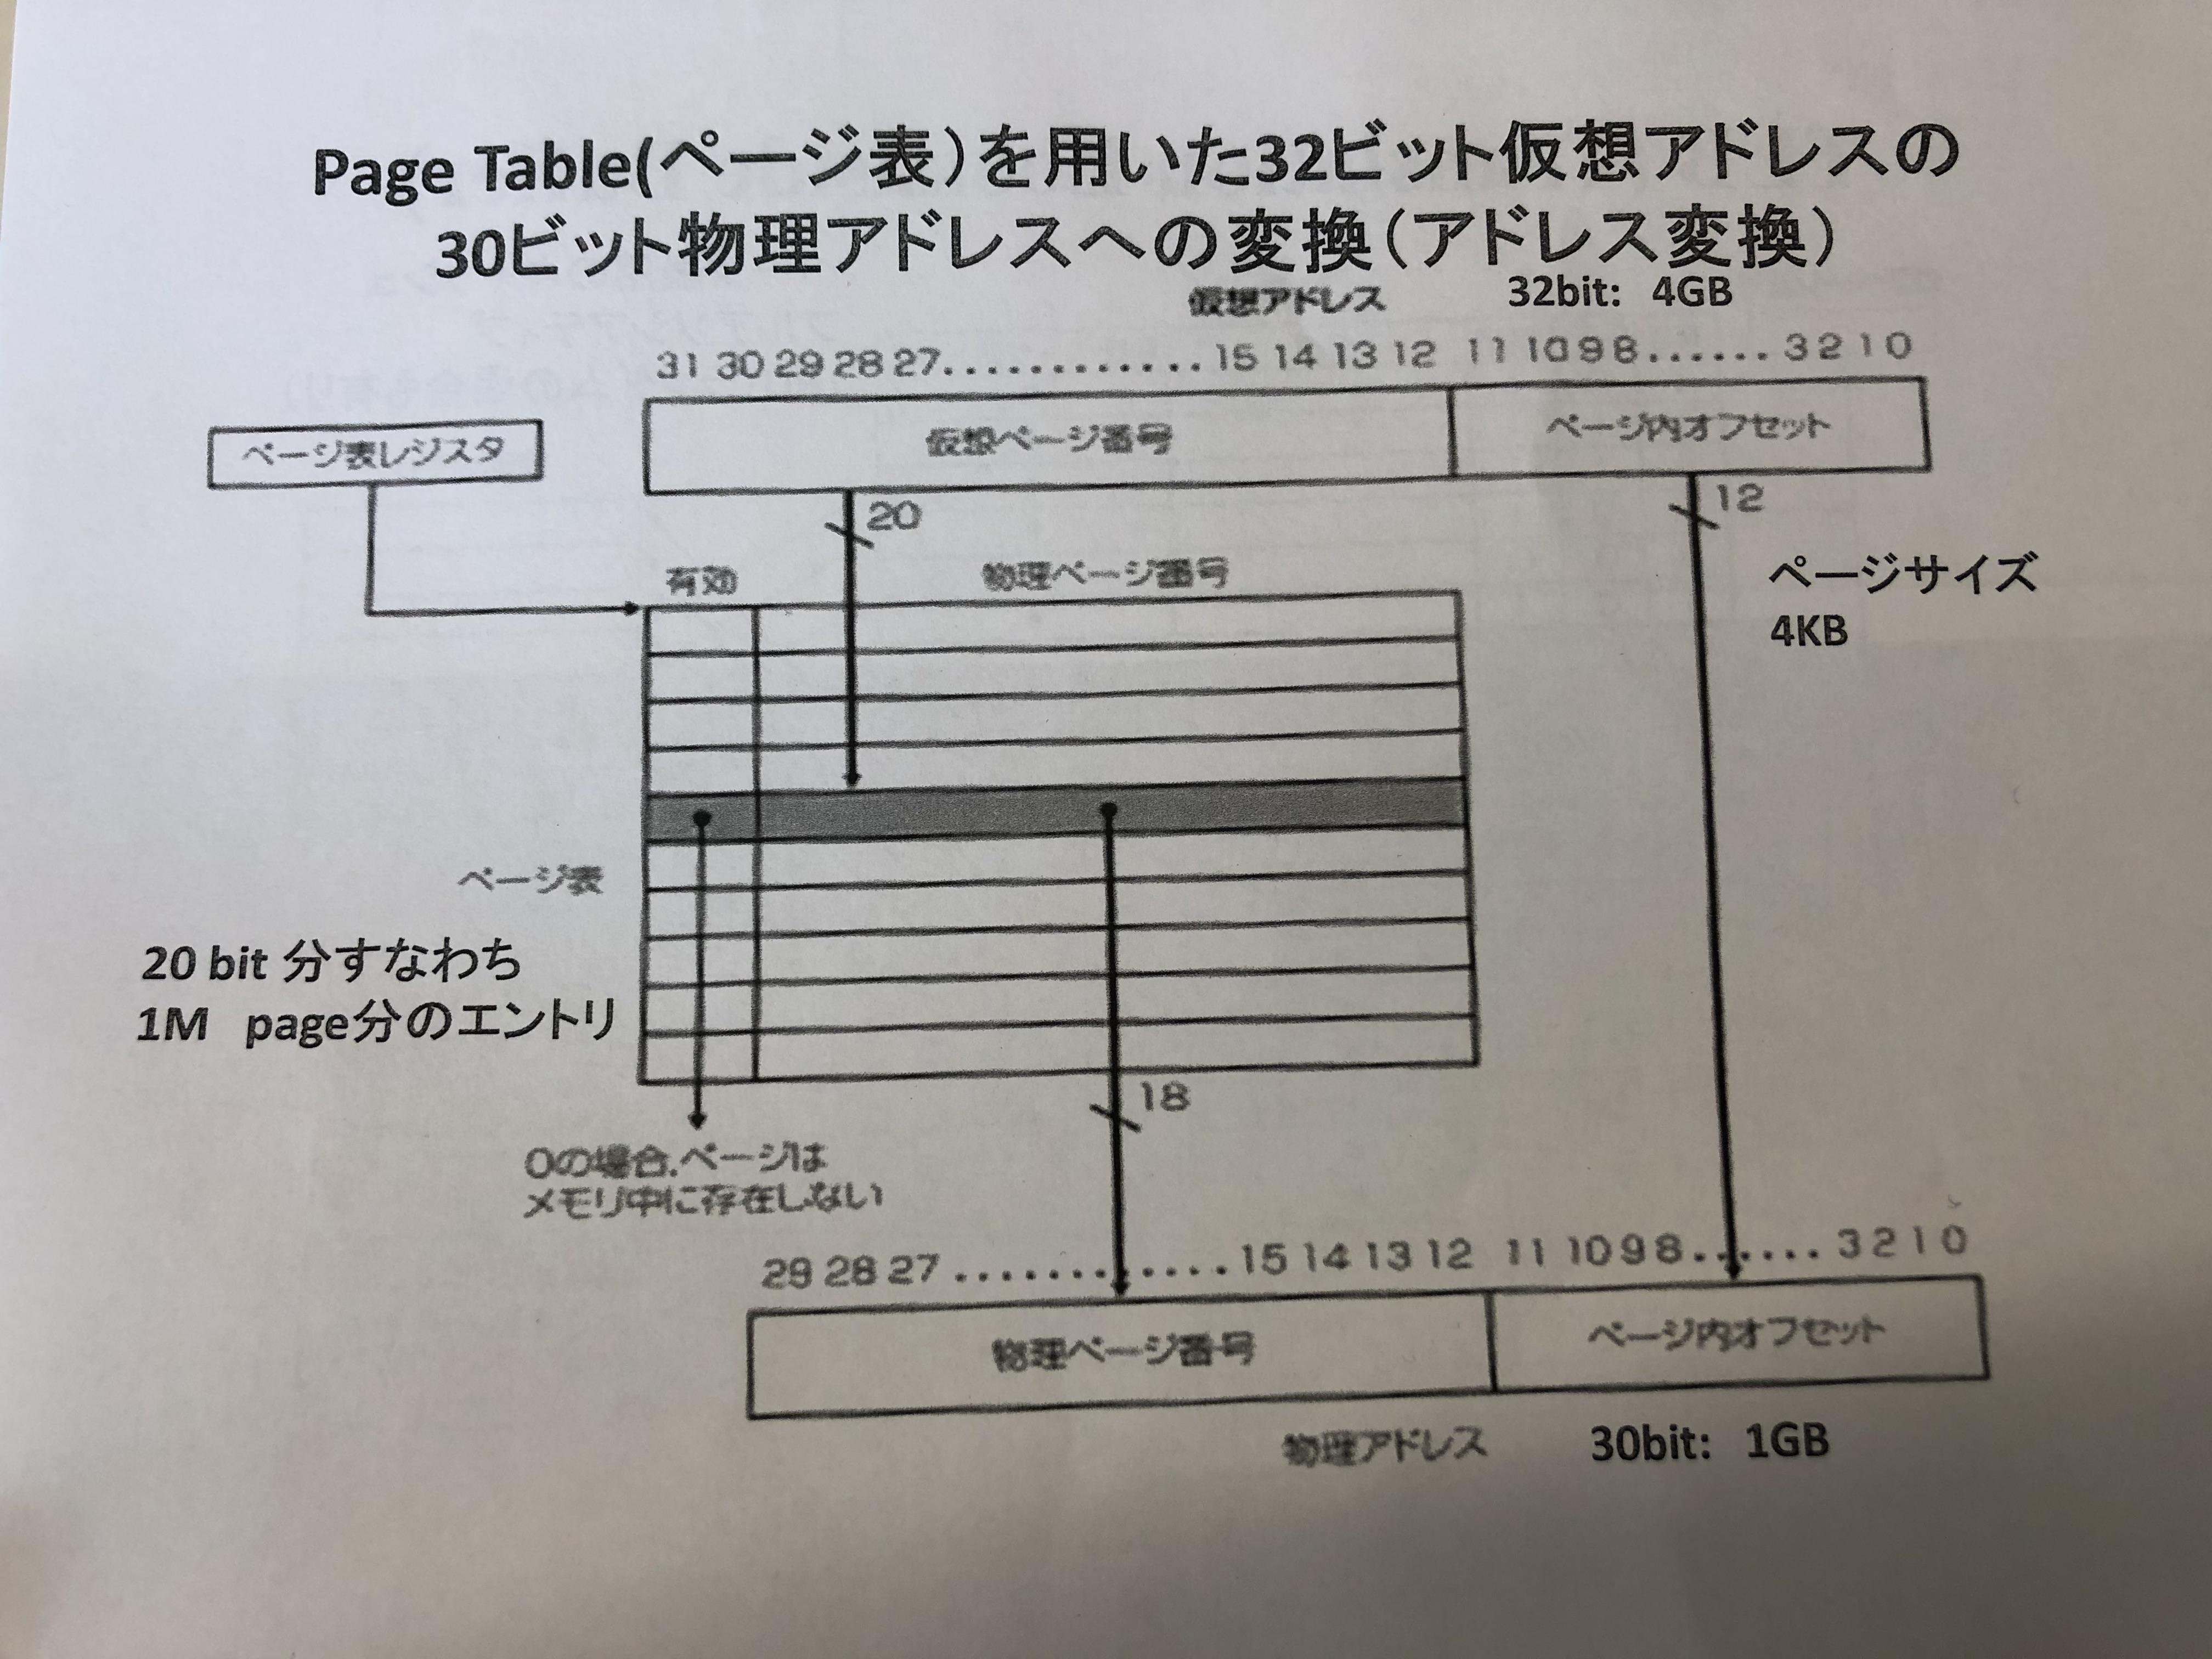 Page Table(ページ表)を用いた32ビット仮想アドレスの
30ビット物理アドレスへの変換(アドレス変換)
仮想アドレス 32bit: 4GB
31 30 29 28 27............15 14 13 12 11 10 9 8......3 2 1 0
ページ表レジスタ
仮想ページ番号 ページ内オフセット
20 12
有効 物理ページ番号
ページサイズ
4KB
ページ表
20 bit 分すなわち
1M page分のエントリ
18
0の場合,ページは
メモリ中に存在しない
29 28 27............15 14 13 12 11 10 9 8......3 2 1 0
物理ページ番号 ページ内オフセット
物理アドレス 30bit: 1GB